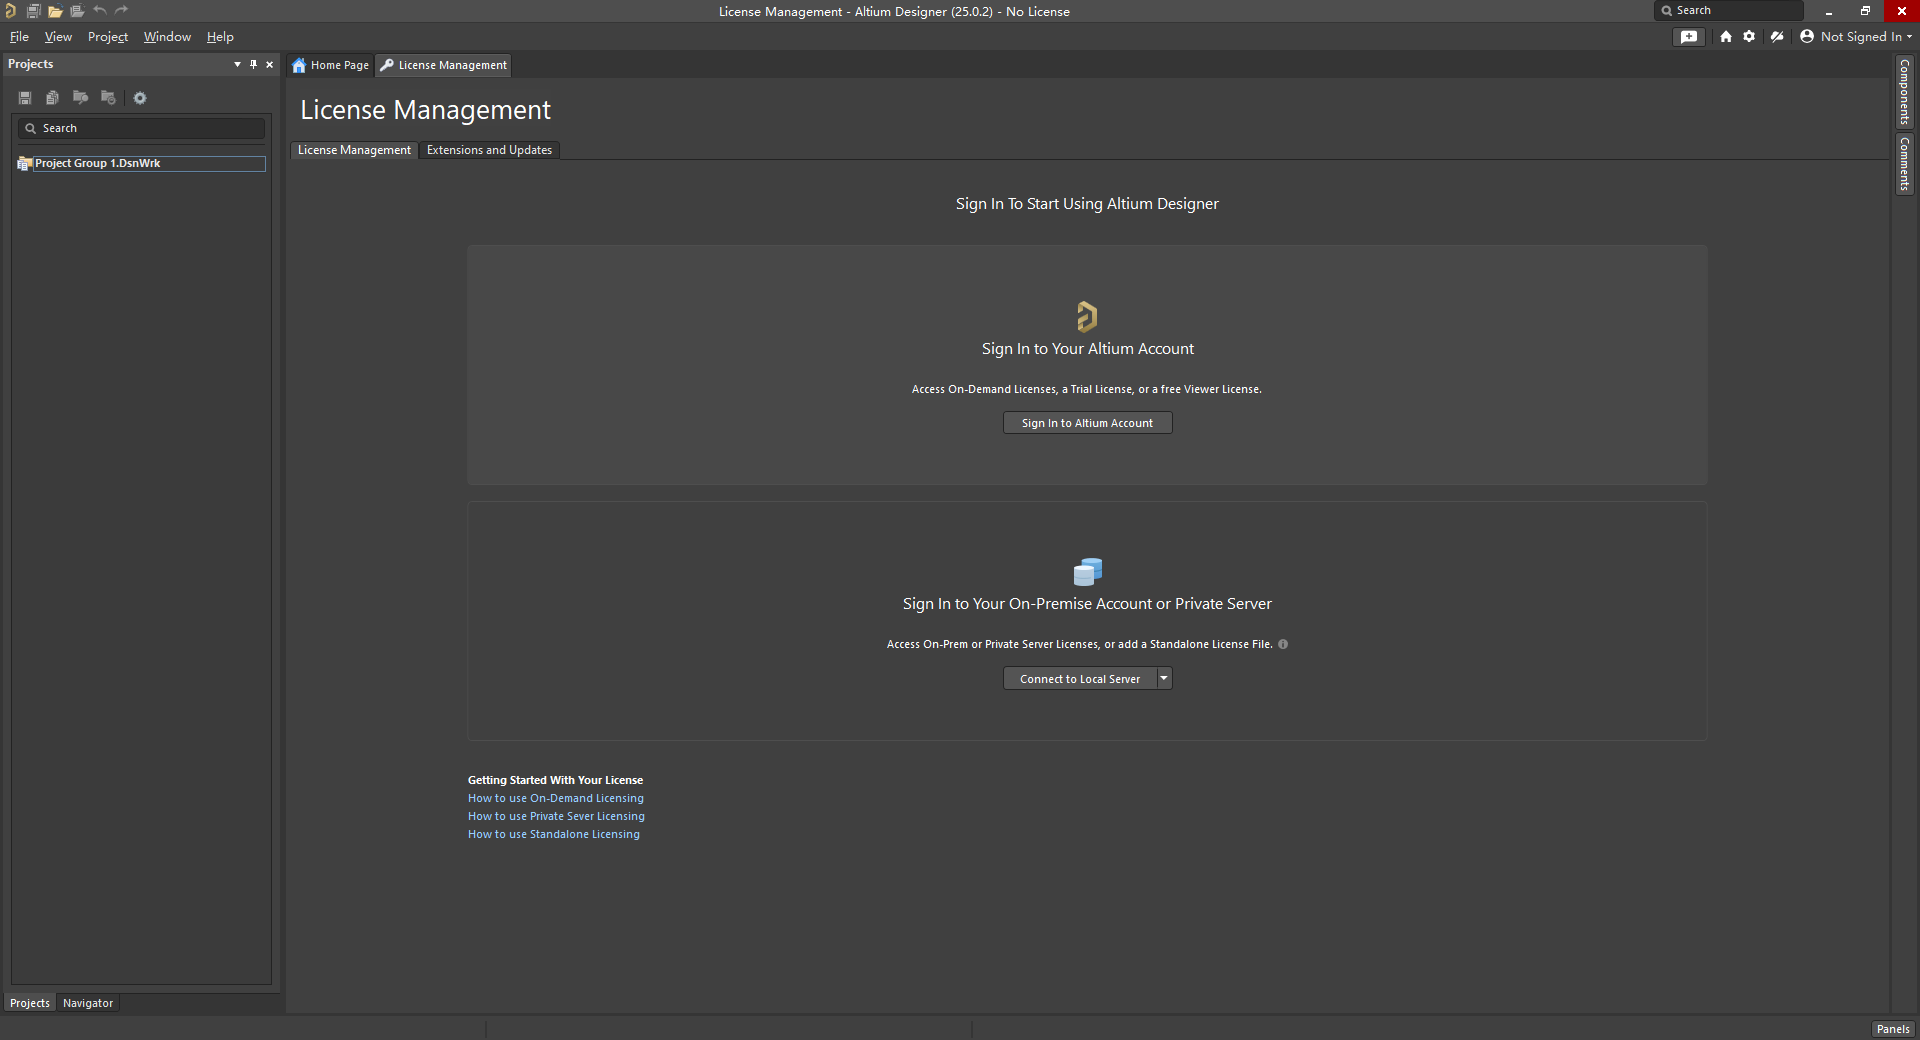 License Management - Altium Designer (25.0.2) - No License
Search
File View Project Window Help
Not Signed In
Projects
Home Page
License Management
Components
Comments
License Management
Search
License Management
Extensions and Updates
Project Group 1.DsnWrk
Sign In To Start Using Altium Designer
Sign In to Your Altium Account
Access On-Demand Licenses, a Trial License, or a free Viewer License.
Sign In to Altium Account
Sign In to Your On-Premise Account or Private Server
Access On-Prem or Private Server Licenses, or add a Standalone License File.
Connect to Local Server
Getting Started With Your License
How to use On-Demand Licensing
How to use Private Sever Licensing
How to use Standalone Licensing
Projects
Navigator
Panels